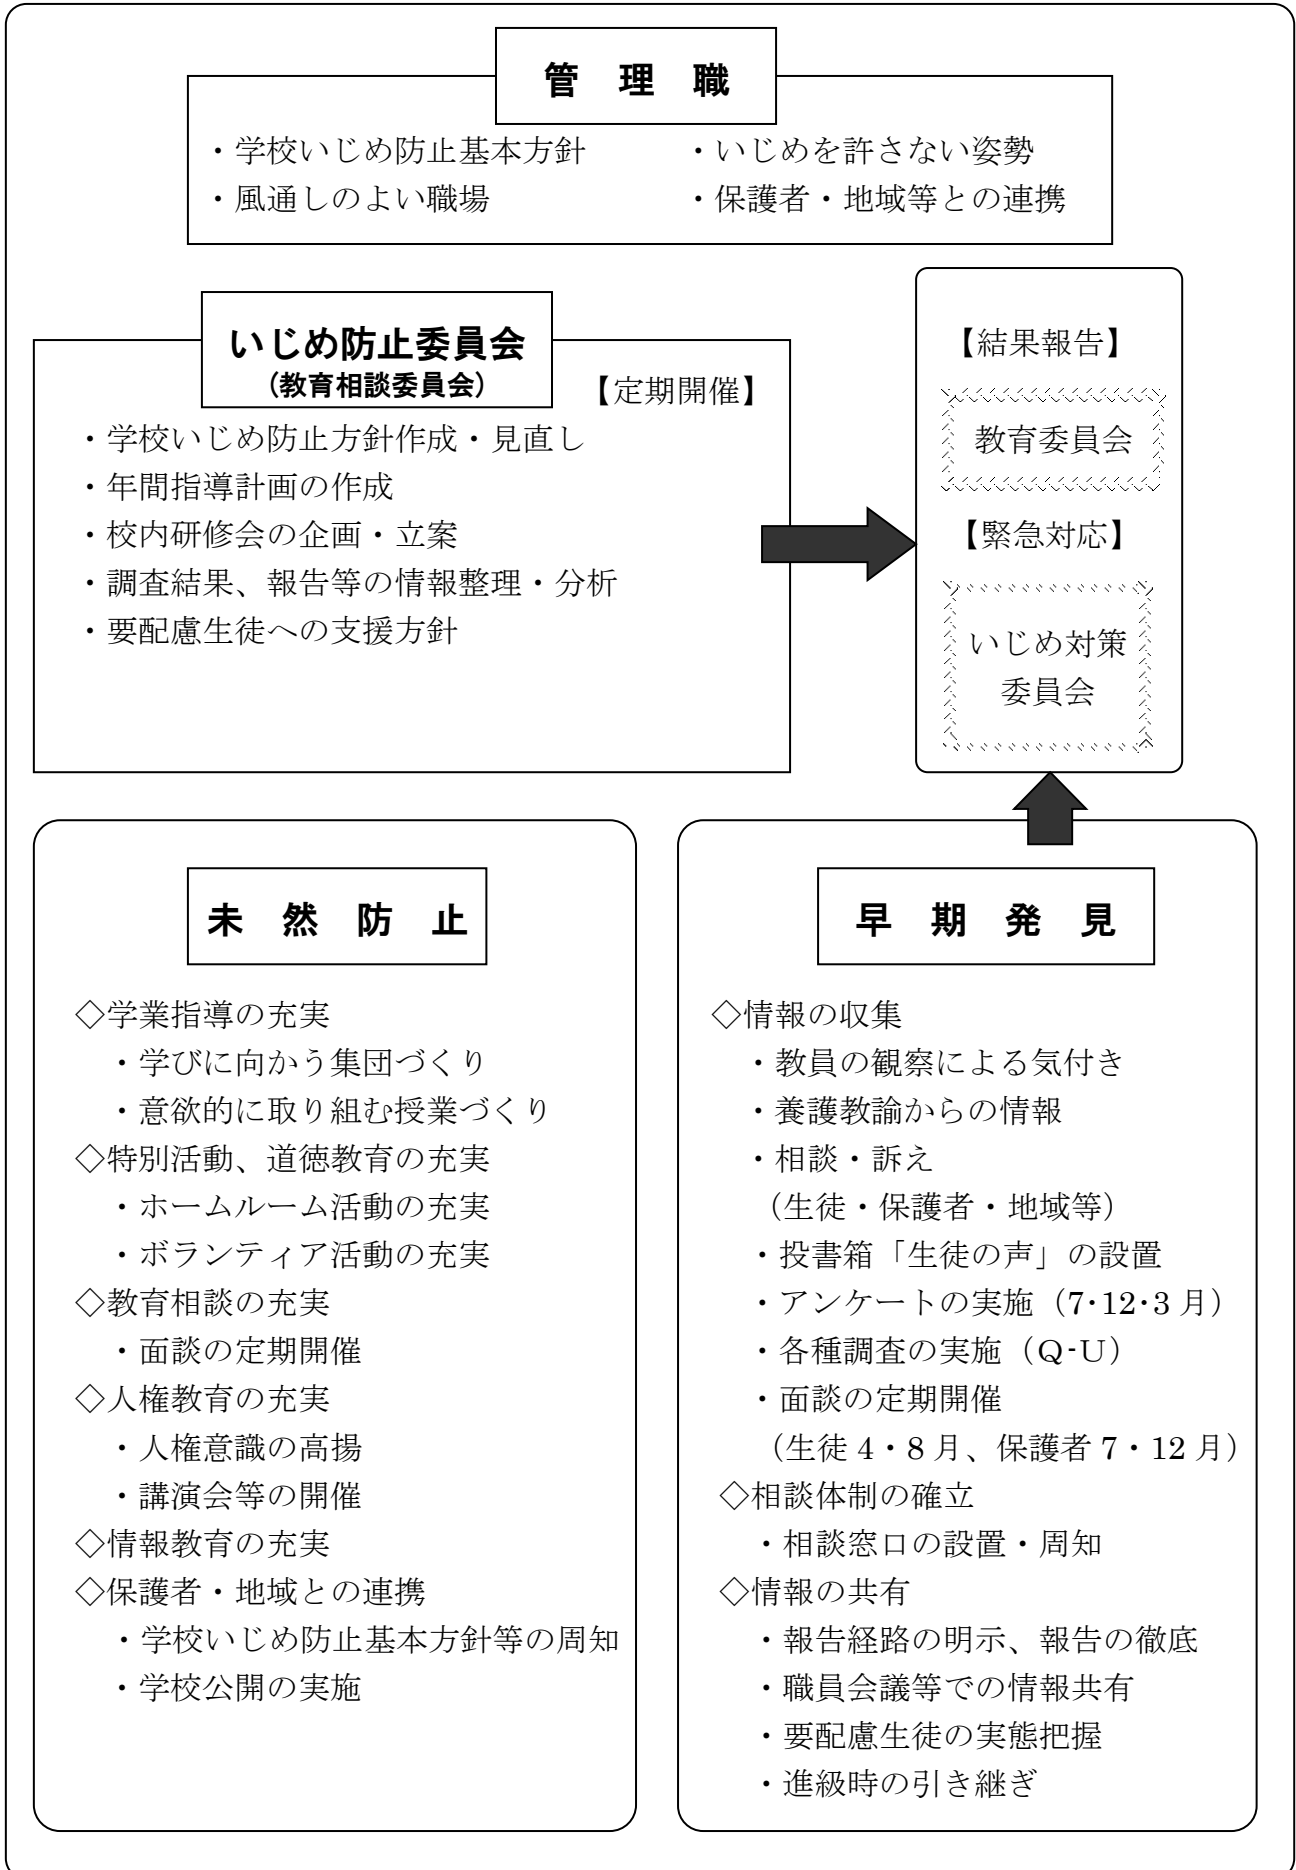 管　理　職
・学校いじめ防止基本方針　　　・いじめを許さない姿勢
・風通しのよい職場　　　　　　・保護者・地域等との連携
いじめ防止委員会
（教育相談委員会）
【定期開催】
・学校いじめ防止方針作成・見直し
・年間指導計画の作成
・校内研修会の企画・立案
・調査結果、報告等の情報整理・分析
・要配慮生徒への支援方針
【結果報告】
教育委員会
【緊急対応】
いじめ対策
委員会
未　然　防　止
◇学業指導の充実
・学びに向かう集団づくり
・意欲的に取り組む授業づくり
◇特別活動、道徳教育の充実
・ホームルーム活動の充実
・ボランティア活動の充実
◇教育相談の充実
・面談の定期開催
◇人権教育の充実
・人権意識の高揚
・講演会等の開催
◇情報教育の充実
◇保護者・地域との連携
・学校いじめ防止基本方針等の周知
・学校公開の実施
早　期　発　見
◇情報の収集
・教員の観察による気付き
・養護教諭からの情報
・相談・訴え
（生徒・保護者・地域等）
・投書箱「生徒の声」の設置
・アンケートの実施（7･12･3 月）
・各種調査の実施（Q-U）
・面談の定期開催
（生徒 4・8 月、保護者 7・12 月）
◇相談体制の確立
・相談窓口の設置・周知
◇情報の共有
・報告経路の明示、報告の徹底
・職員会議等での情報共有
・要配慮生徒の実態把握
・進級時の引き継ぎ